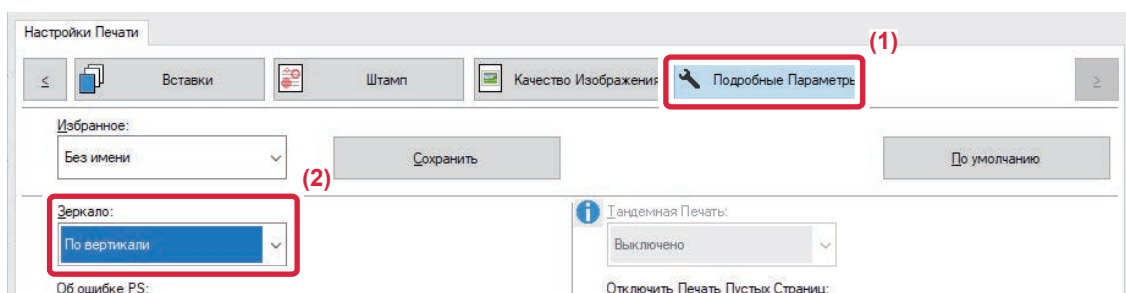 Настройки Печати
(1)
≤ Вставки Штамп Качество Изображения Подробные Параметры ≥
Избранное:
Без имени Сохранить По умолчанию
(2)
Зеркало: Тандемная Печать:
По вертикали Выключено
Об ошибке PS: Отключить Печать Пустых Страниц: